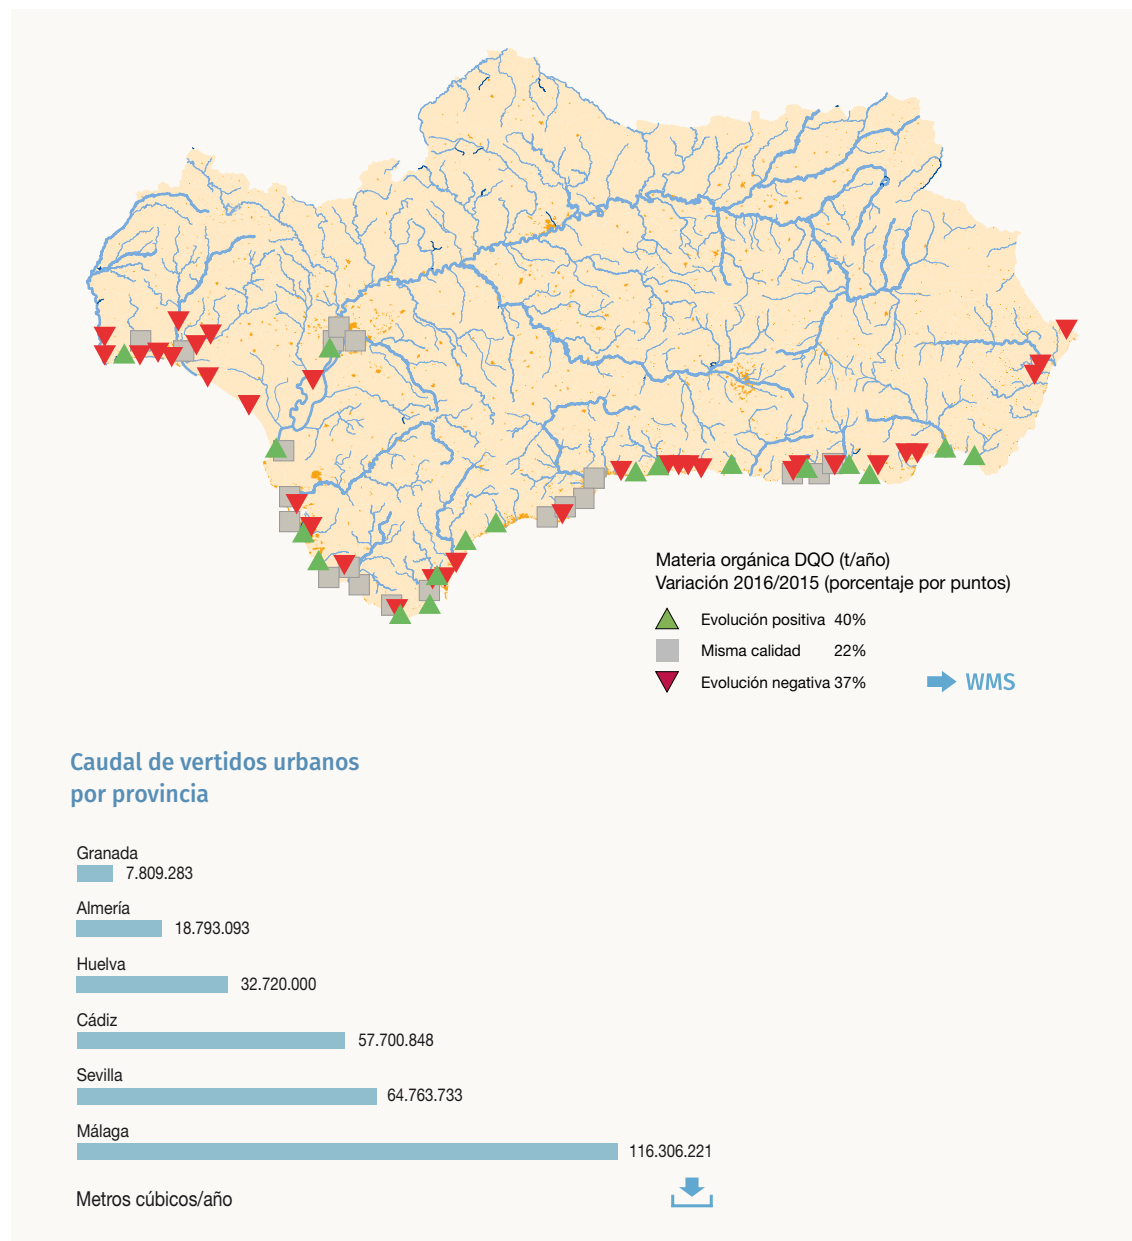 Materia orgánica DQO (t/año)
Variación 2016/2015 (porcentaje por puntos)
Evolución positiva 40%
Misma calidad 22%
Evolución negativa 37%
WMS
Caudal de vertidos urbanos
por provincia
Granada
7.809.283
Almería
18.793.093
Huelva
32.720.000
Cádiz
57.700.848
Sevilla
64.763.733
Málaga
116.306.221
Metros cúbicos/año